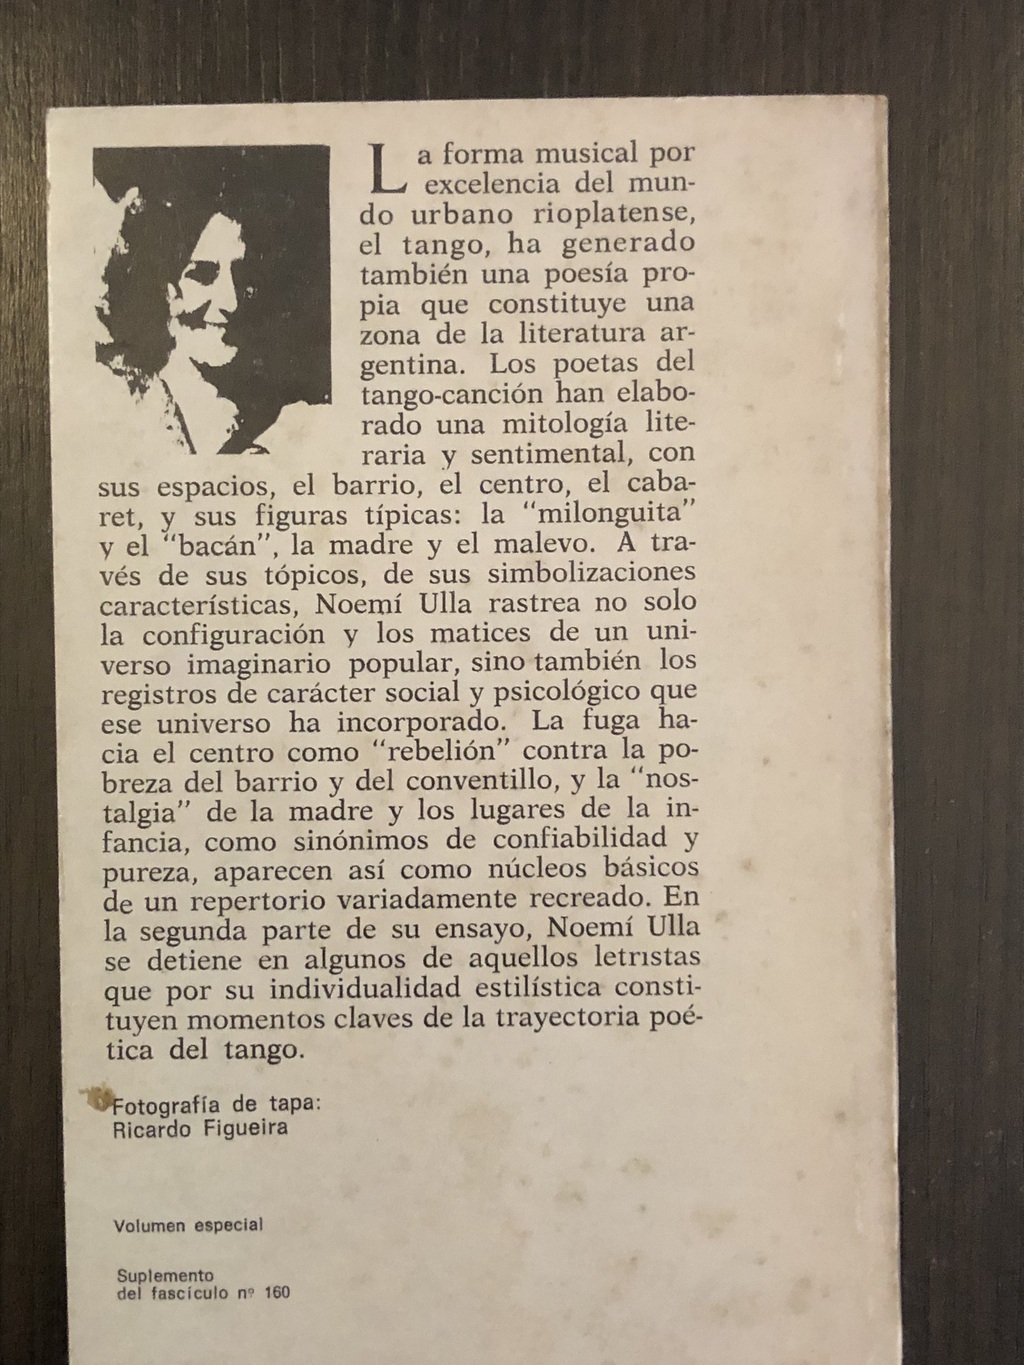 La forma musical por
excelencia del mun-
do urbano rioplatense,
el tango, ha generado
también una poesía pro-
pia que constituye una
zona de la literatura ar-
gentina. Los poetas del
tango-canción han elabo-
rado una mitología lite-
raria y sentimental, con
sus espacios, el barrio, el centro, el caba-
ret, y sus figuras típicas: la “milonguita”
y el “bacán”, la madre y el malevo. A tra-
vés de sus tópicos, de sus simbolizaciones
características, Noemí Ulla rastrea no solo
la configuración y los matices de un uni-
verso imaginario popular, sino también los
registros de carácter social y psicológico que
ese universo ha incorporado. La fuga ha-
cia el centro como “rebelión” contra la po-
breza del barrio y del conventillo, y la “nos-
talgia” de la madre y los lugares de la in-
fancia, como sinónimos de confiabilidad y
pureza, aparecen así como núcleos básicos
de un repertorio variadamente recreado. En
la segunda parte de su ensayo, Noemí Ulla
se detiene en algunos de aquellos letristas
que por su individualidad estilística consti-
tuyen momentos claves de la trayectoria poé-
tica del tango.
Fotografía de tapa:
Ricardo Figueira
Volumen especial
Suplemento
del fascículo nº 160